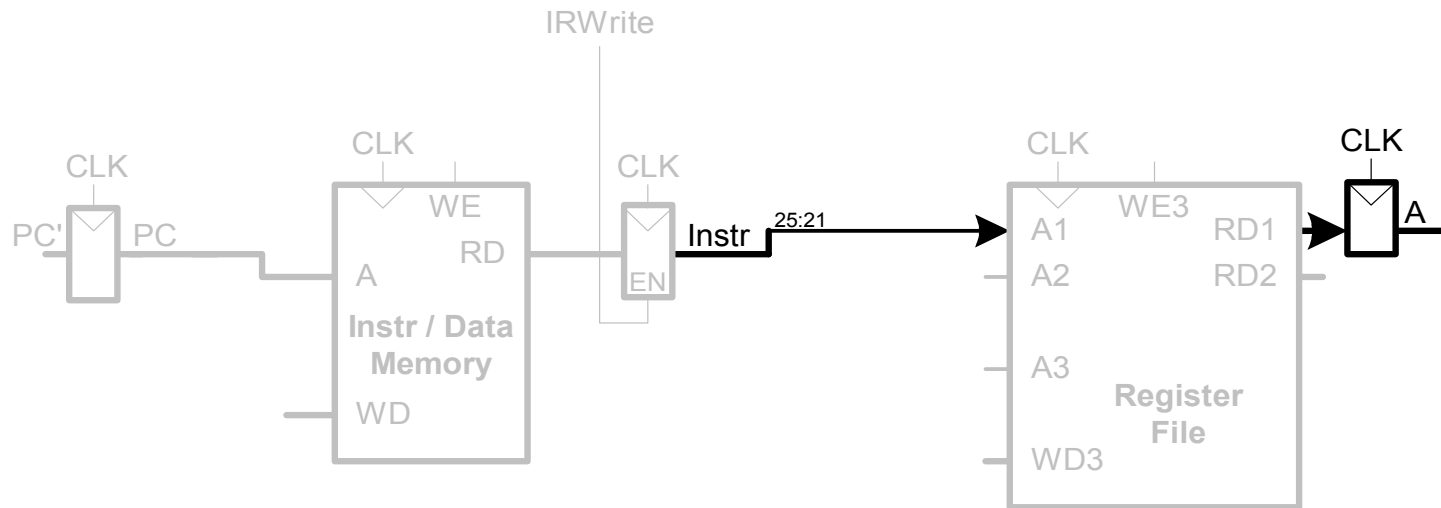 IRWrite
CLK
CLK
CLK
CLK
CLK
PC'
PC
WE
RD
A
Instr / Data
Memory
WD
EN
Instr
25:21
WE3
A1
RD1
A2
RD2
A3
Register
File
WD3
A